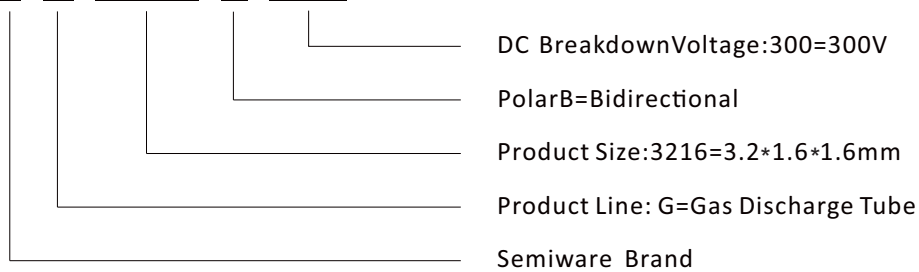 DC BreakdownVoltage:300=300V
PolarB=Bidirectional
Product Size:3216=3.2*1.6*1.6mm
Product Line: G=Gas Discharge Tube
Semiware Brand